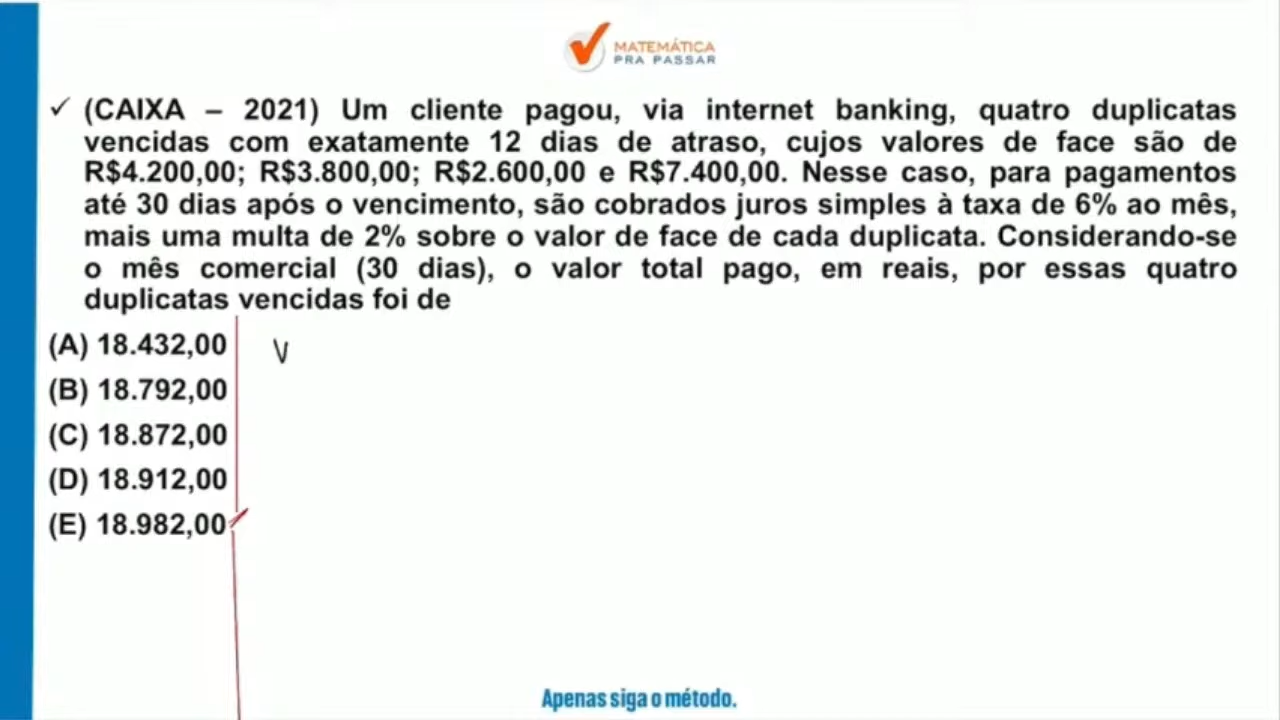 MATEMÁTICA
PRA PASSAR
✓ (CAIXA – 2021) Um cliente pagou, via internet banking, quatro duplicatas
vencidas com exatamente 12 dias de atraso, cujos valores de face são de
R$4.200,00; R$3.800,00; R$2.600,00 e R$7.400,00. Nesse caso, para pagamentos
até 30 dias após o vencimento, são cobrados juros simples à taxa de 6% ao mês,
mais uma multa de 2% sobre o valor de face de cada duplicata. Considerando-se
o mês comercial (30 dias), o valor total pago, em reais, por essas quatro
duplicatas vencidas foi de
(A) 18.432,00
V
(B) 18.792,00
(C) 18.872,00
(D) 18.912,00
(E) 18.982,00
Apenas siga o método.